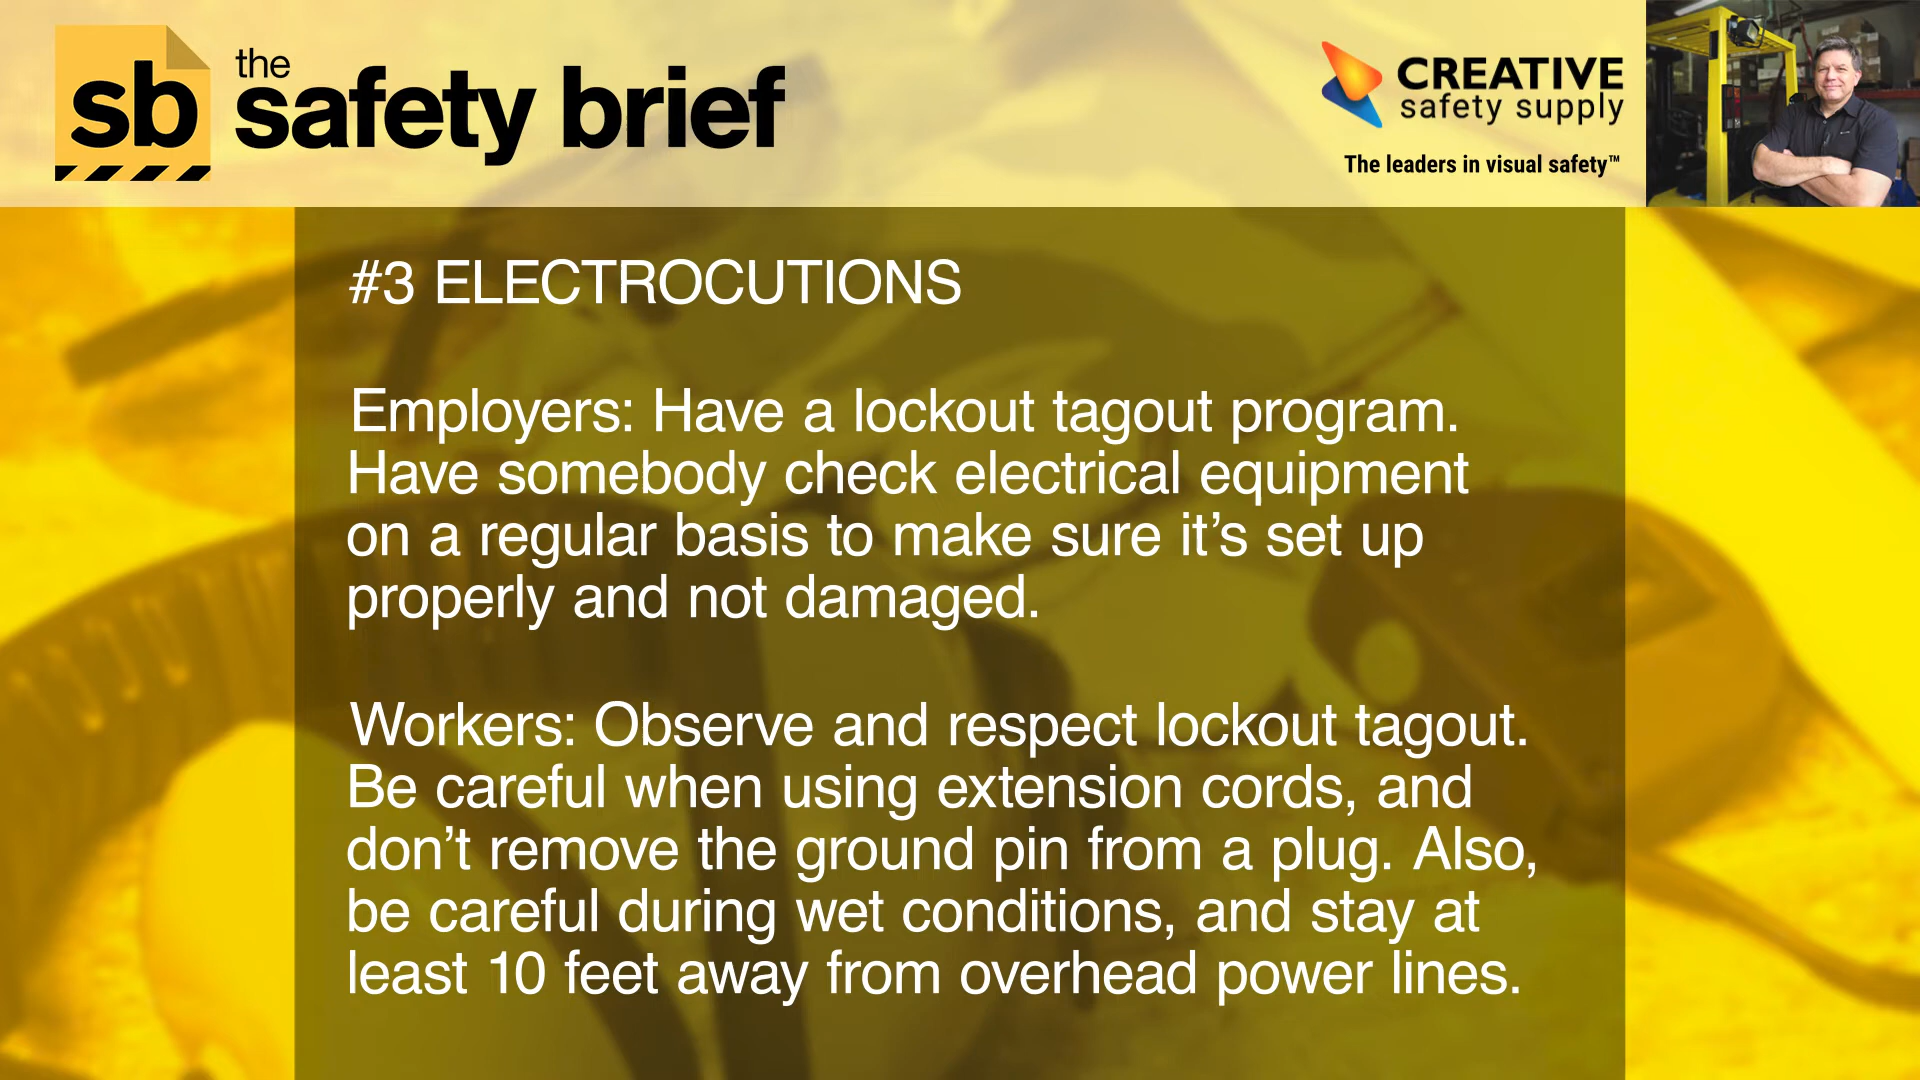 sb
the
safety brief
CREATIVE
safety supply
The leaders in visual safety™
#3 ELECTROCUTIONS
Employers: Have a lockout tagout program.
Have somebody check electrical equipment
on a regular basis to make sure it’s set up
properly and not damaged.
Workers: Observe and respect lockout tagout.
Be careful when using extension cords, and
don’t remove the ground pin from a plug. Also,
be careful during wet conditions, and stay at
least 10 feet away from overhead power lines.